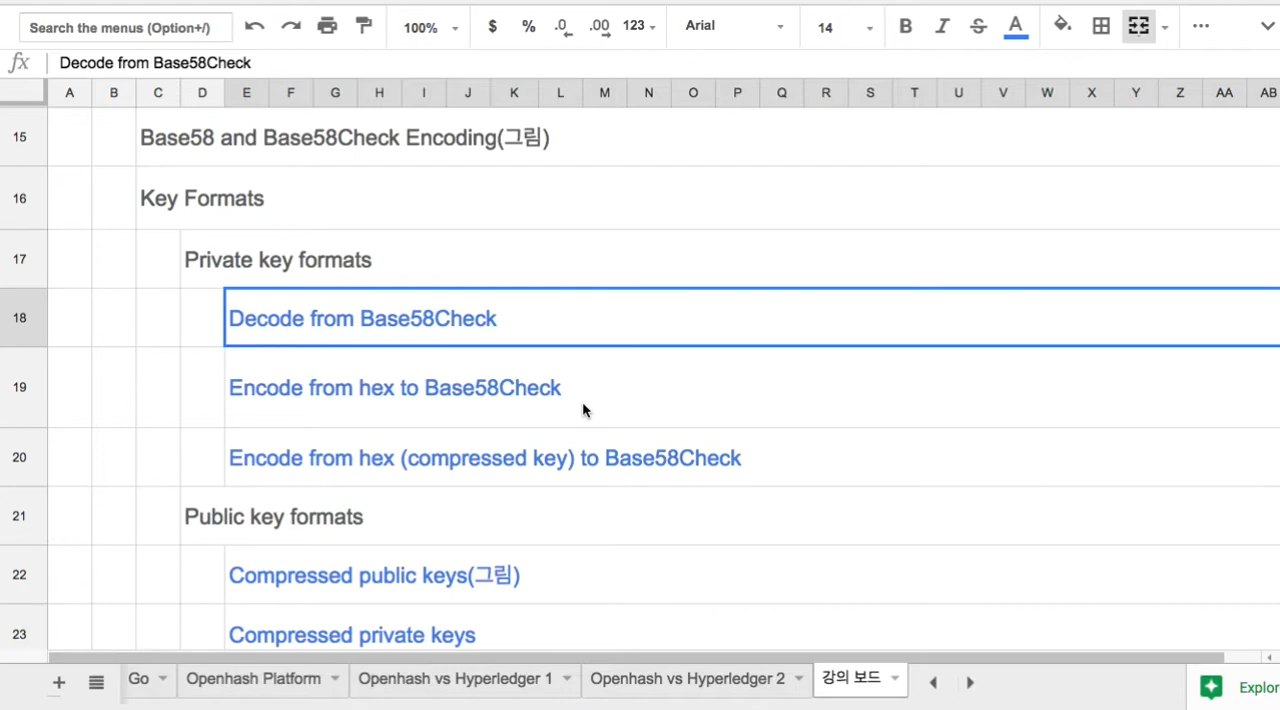 Search the menus (Option+/)
100%
$
%
.0
.00
123
Arial
14
B
I
S
A
fx
Decode from Base58Check
A B C D E F G H I J K L M N O P Q R S T U V W X Y Z AA AB
15 Base58 and Base58Check Encoding(그림)
16 Key Formats
17 Private key formats
18 Decode from Base58Check
19 Encode from hex to Base58Check
20 Encode from hex (compressed key) to Base58Check
21 Public key formats
22 Compressed public keys(그림)
23 Compressed private keys
Go
Openhash Platform
Openhash vs Hyperledger 1
Openhash vs Hyperledger 2
강의 보드
Explor